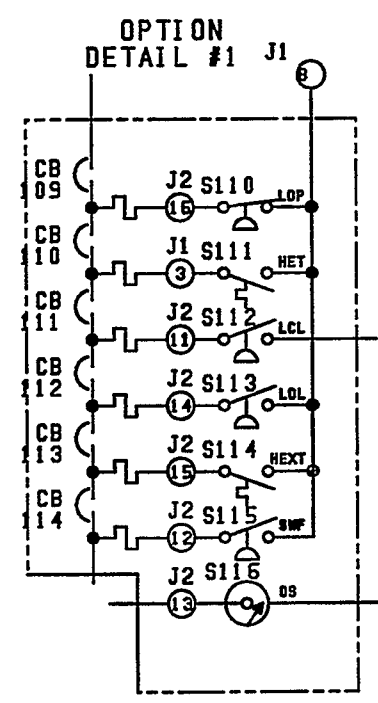 OPTION
DETAIL #1
J1
B
CB
109
J2
S110
LOP
16
CB
110
J1
S111
HET
3
CB
111
J2
S112
LCL
11
CB
112
J2
S113
LOL
14
CB
113
J2
S114
HEXT
15
CB
114
J2
S115
SWF
12
J2
S116
OS
13